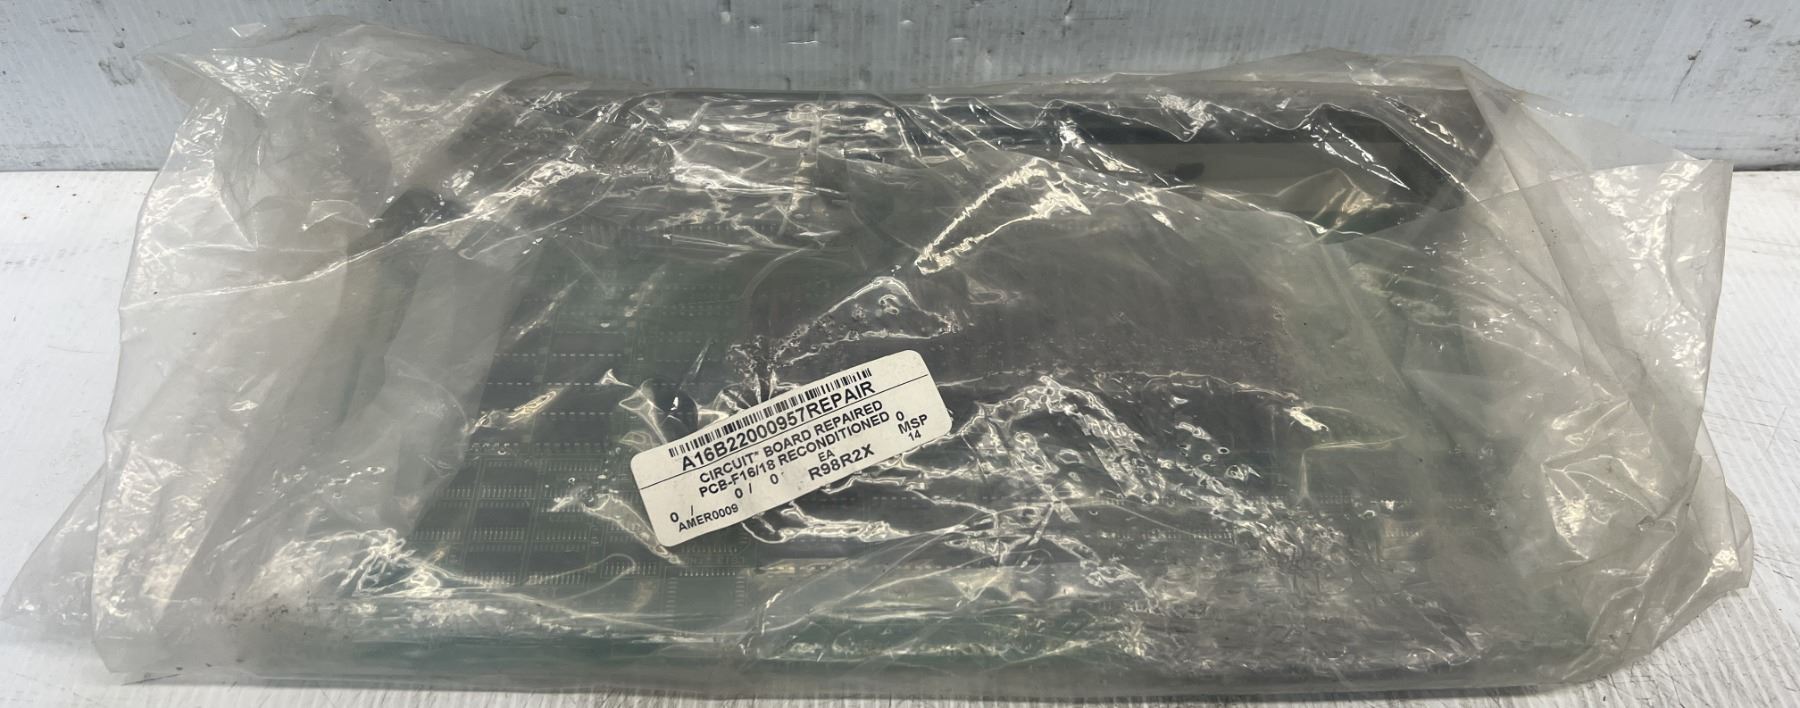 A16B22000957REPAIR
CIRCUIT* BOARD REPAIRED
PCB-F16/18 RECONDITIONED 0
0 / 0 / 0 EA MSP
AMER0009 R98R2X 14